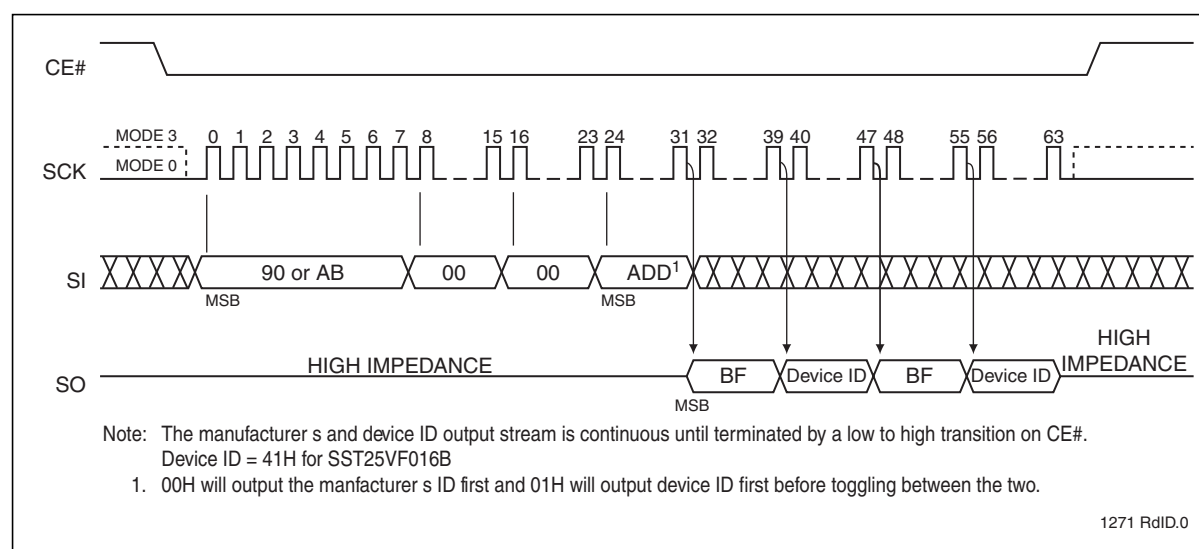 CE#
MODE 3
0 1 2 3 4 5 6 7 8 15 16 23 24 31 32 39 40 47 48 55 56 63
SCK
MODE 0
SI
90 or AB 00 00 ADD1
MSB MSB
HIGH IMPEDANCE
HIGH IMPEDANCE
SO
BF Device ID BF Device ID
MSB
Note: The manufacturer s and device ID output stream is continuous until terminated by a low to high transition on CE#.
Device ID = 41H for SST25VF016B
1. 00H will output the manfacturer s ID first and 01H will output device ID first before toggling between the two.
1271 RdID.0